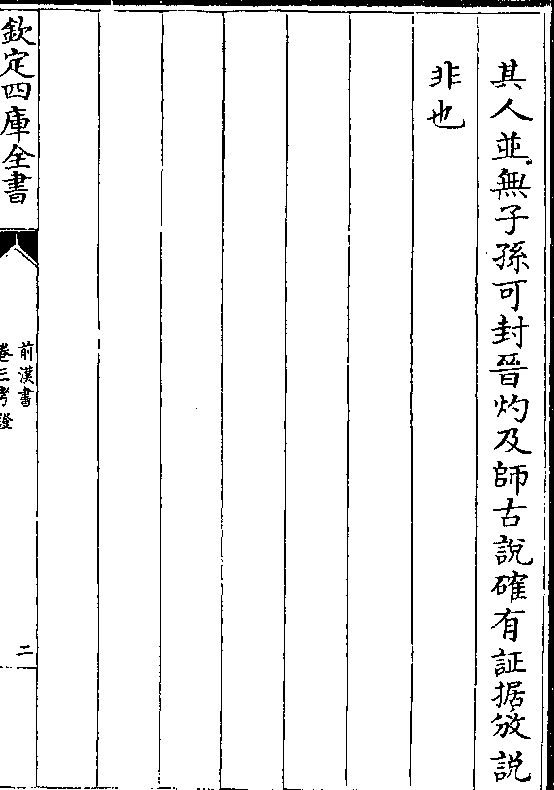 其人並無子孫可封晉灼及師古說確有証据攽說
非也
欽定四庫全書
前漢書
卷三考證
二